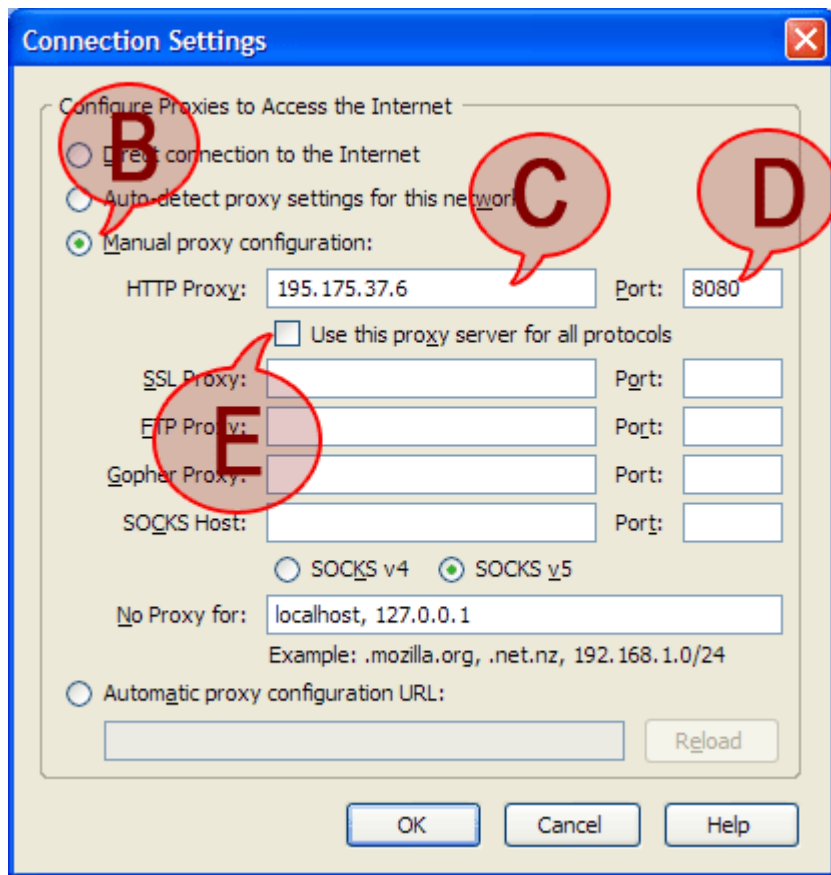 Connection Settings
Configure Proxies to Access the Internet
B
Direct connection to the Internet
C
D
Auto-detect proxy settings for this network
Manual proxy configuration:
HTTP Proxy: 195.175.37.6 Port: 8080
Use this proxy server for all protocols
SSL Proxy: Port:
E
FTP Proxy: Port:
Gopher Proxy: Port:
SOCKS Host: Port:
SOCKS v4 SOCKS v5
No Proxy for: localhost, 127.0.0.1
Example: .mozilla.org, .net.nz, 192.168.1.0/24
Automatic proxy configuration URL:
Reload
OK Cancel Help